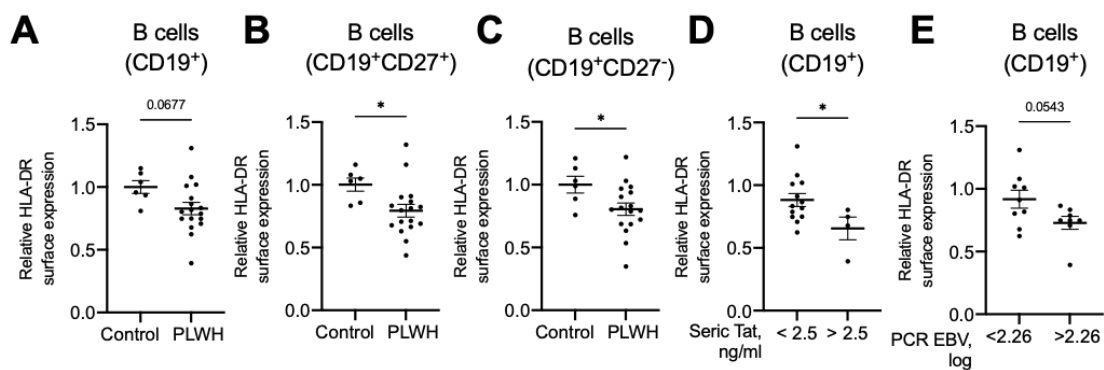 A
B cells
(CD19+)
0.0677
Relative HLA-DR
surface expression
1.5
1.0
0.5
0.0
Control PLWH
B
B cells
(CD19+CD27+)
*
Relative HLA-DR
surface expression
1.5
1.0
0.5
0.0
Control PLWH
C
B cells
(CD19+CD27-)
*
Relative HLA-DR
surface expression
1.5
1.0
0.5
0.0
Control PLWH
D
B cells
(CD19+)
*
Relative HLA-DR
surface expression
1.5
1.0
0.5
0.0
Seric Tat, < 2.5 > 2.5
ng/ml
E
B cells
(CD19+)
0.0543
Relative HLA-DR
surface expression
1.5
1.0
0.5
0.0
PCR EBV, <2.26 >2.26
log